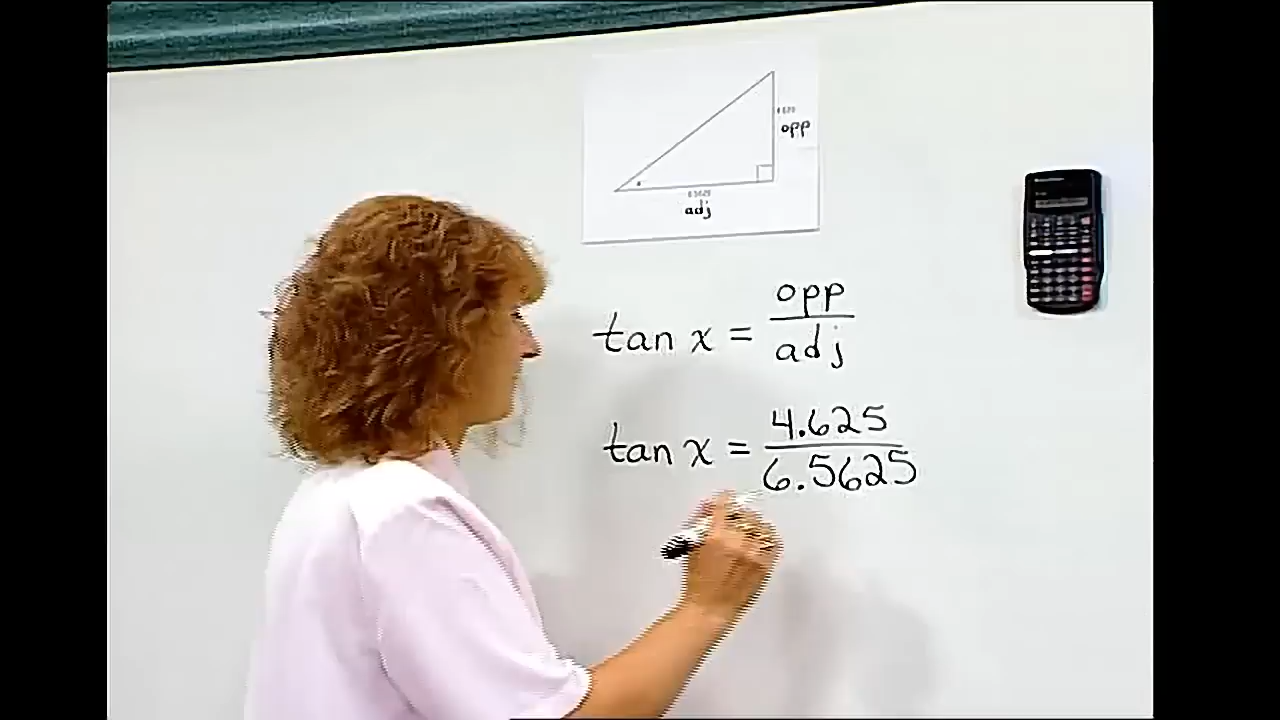 opp
adj
tan x = opp/adj
tan x = 4.625/6.5625